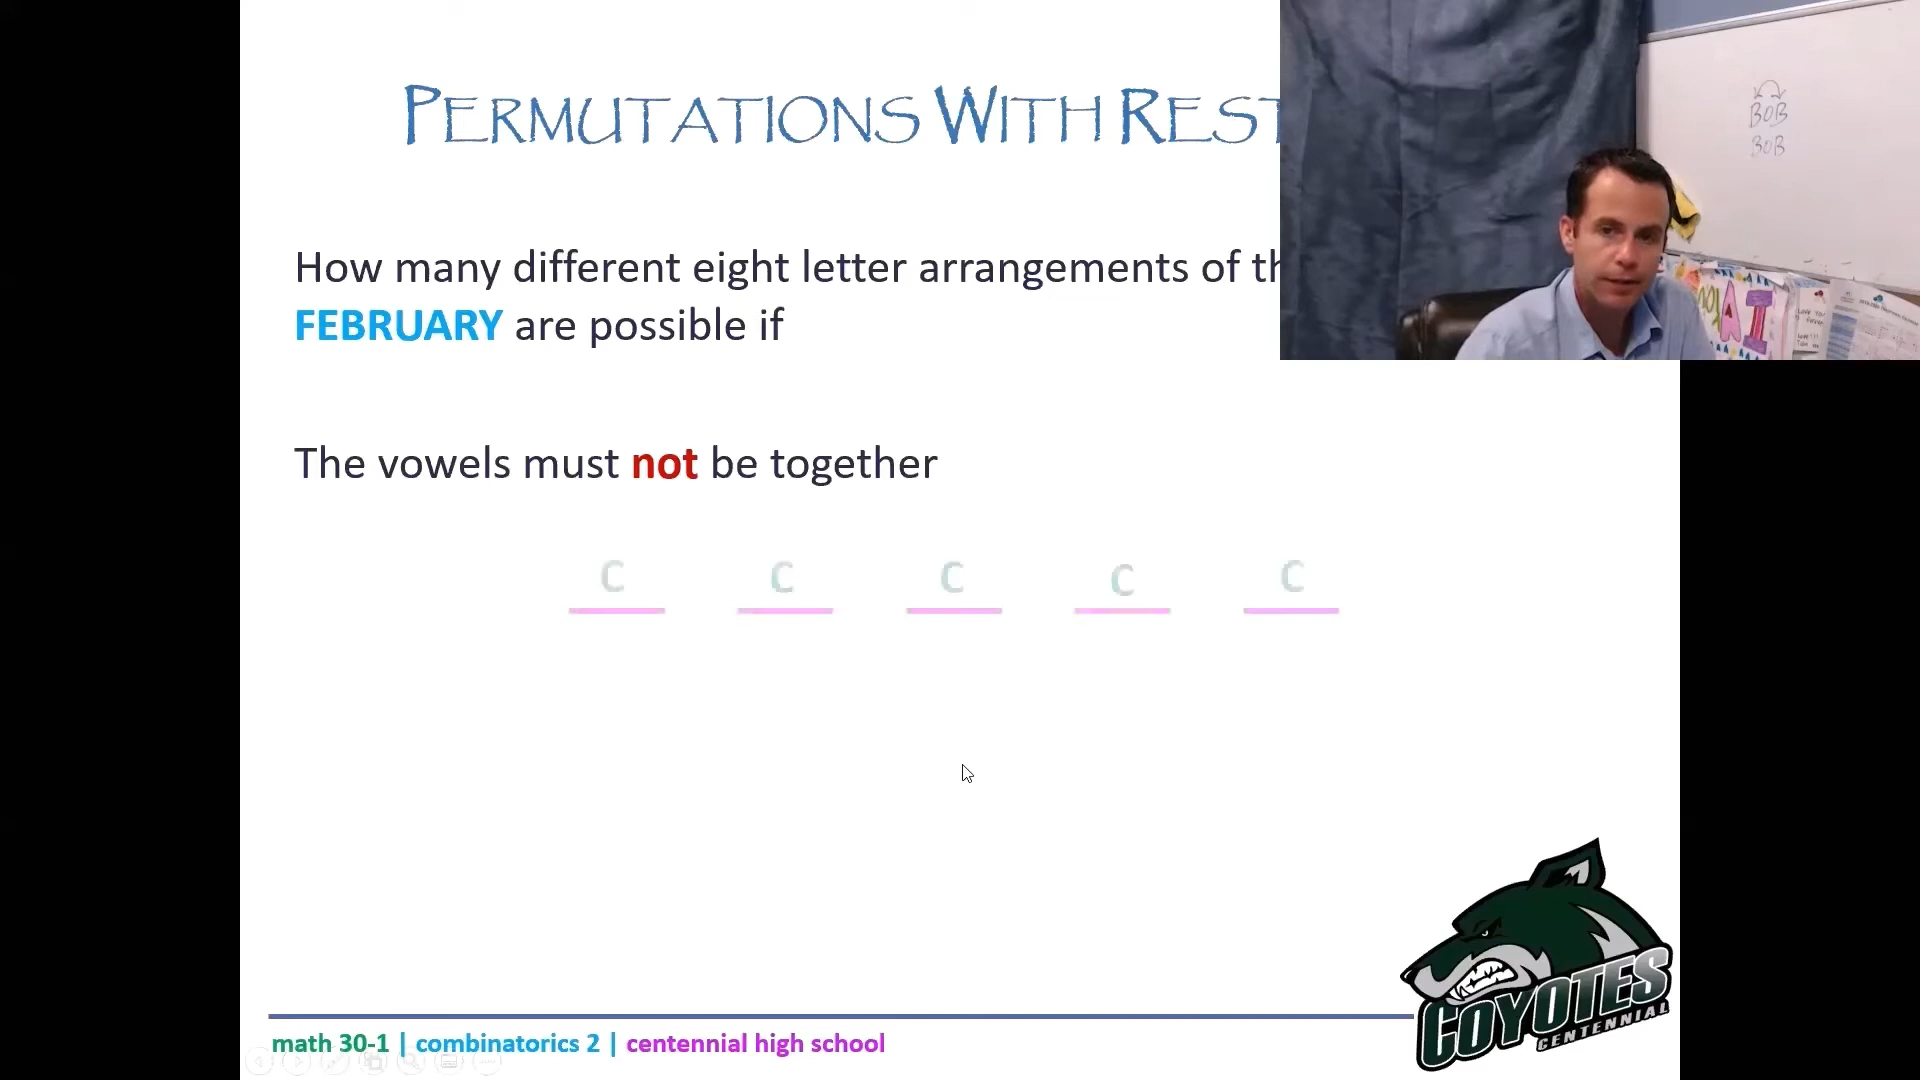 PERMUTATIONS WITH REST
How many different eight letter arrangements of th
FEBRUARY are possible if
The vowels must not be together
C C C C C
BOB
BOB
AI
COYOTES
CENTENNIAL
math 30-1 | combinatorics 2 | centennial high school